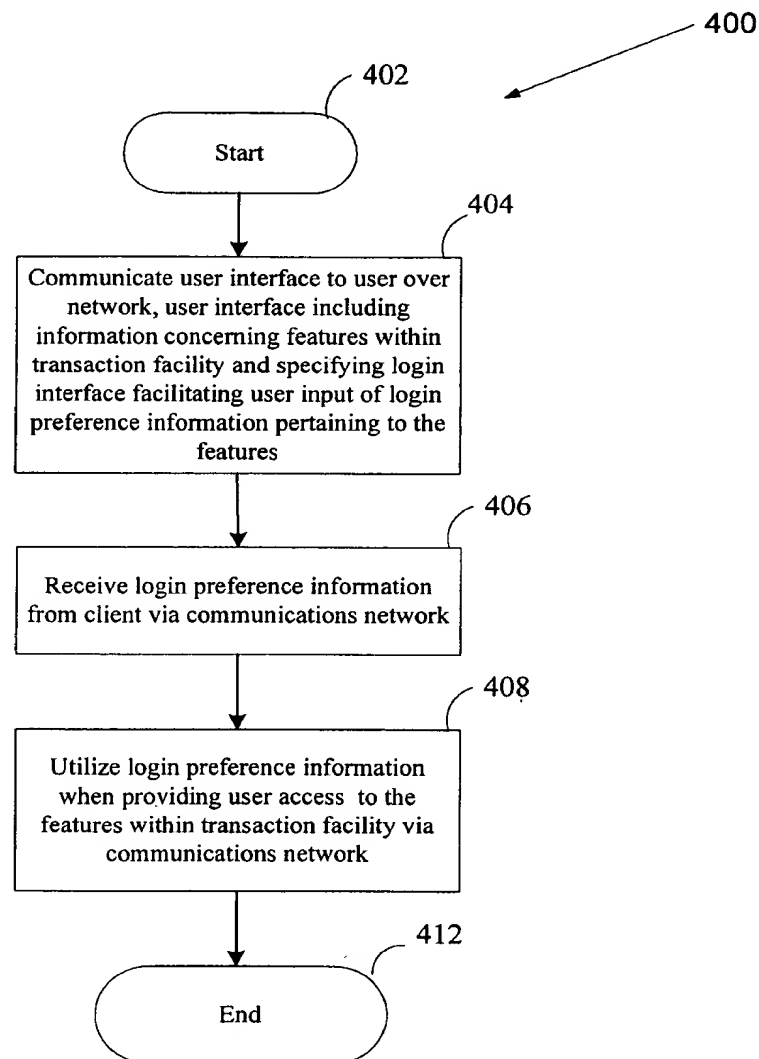 400
402
Start
404
Communicate user interface to user over
network, user interface including
information concerning features within
transaction facility and specifying login
interface facilitating user input of login
preference information pertaining to the
features
406
Receive login preference information
from client via communications network
408
Utilize login preference information
when providing user access to the
features within transaction facility via
communications network
412
End